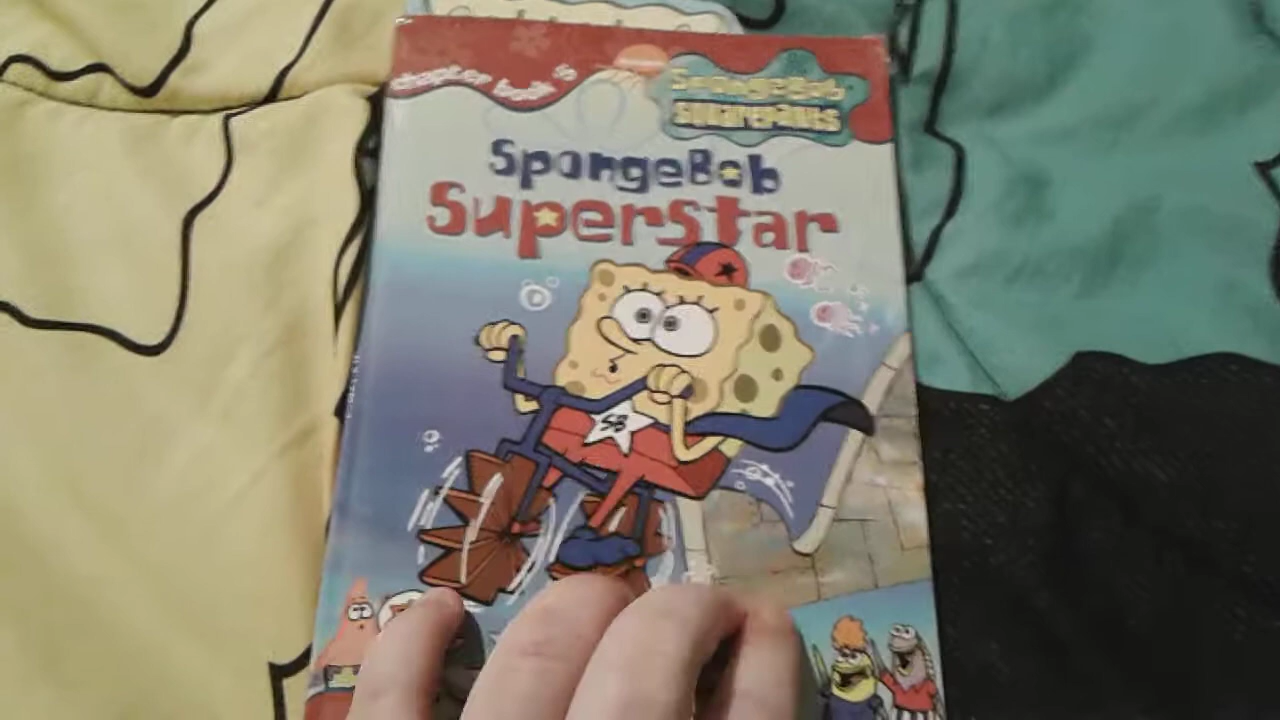 chapter book
SpongeBob
SQUAREPANTS
SpongeBob
Superstar
SB